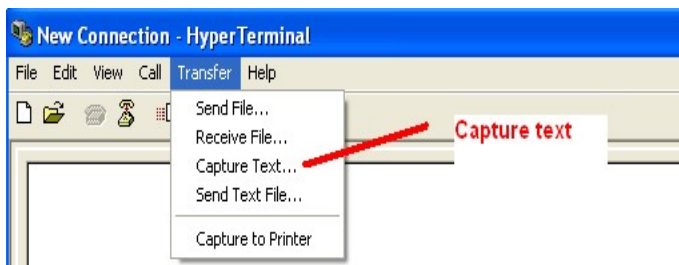 New Connection - HyperTerminal
File Edit View Call Transfer Help
Send File...
Receive File...
Capture Text...
Send Text File...
Capture to Printer
Capture text